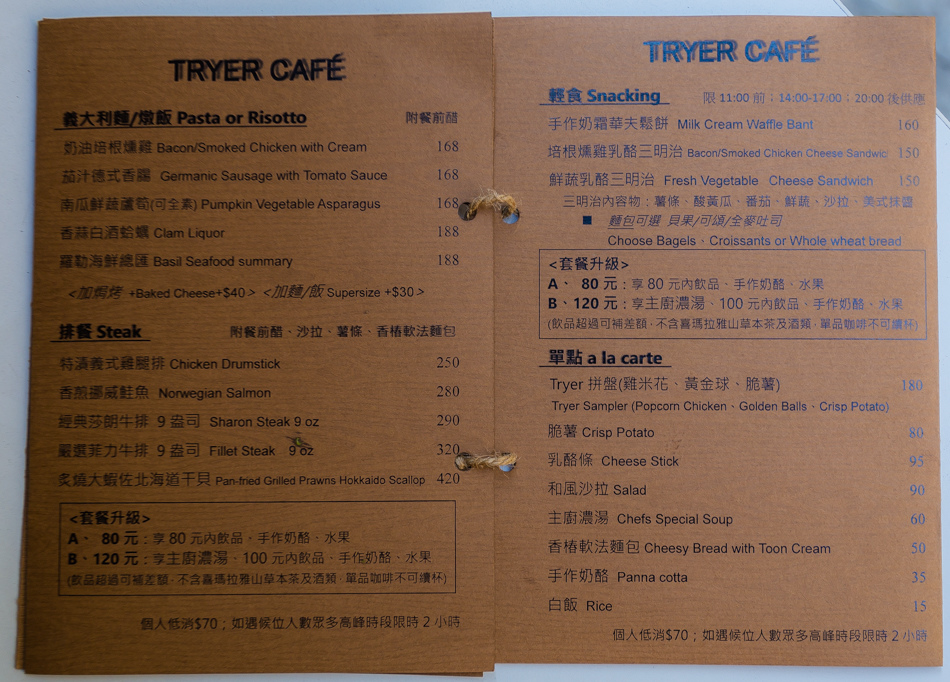 TRYER CAFÉ
義大利麵/燉飯 Pasta or Risotto 附餐前醋
奶油培根燻雞 Bacon/Smoked Chicken with Cream 168
茄汁德式香腸 Germanic Sausage with Tomato Sauce 168
南瓜鮮蔬蘆筍(可全素) Pumpkin Vegetable Asparagus 168
香蒜白酒蛤蠣 Clam Liquor 188
羅勒海鮮總匯 Basil Seafood summary 188
<加焗烤 +Baked Cheese+$40> <加麵/飯 Supersize +$30>
排餐 Steak 附餐前醋、沙拉、薯條、香椿軟法麵包
特漬義式雞腿排 Chicken Drumstick 250
香煎挪威鮭魚 Norwegian Salmon 280
經典莎朗牛排 9 盎司 Sharon Steak 9 oz 290
嚴選菲力牛排 9 盎司 Fillet Steak 9 oz 320
炙燒大蝦佐北海道干貝 Pan-fried Grilled Prawns Hokkaido Scallop 420
<套餐升級>
A、 80 元：享 80 元內飲品、手作奶酪、水果
B、120 元：享主廚濃湯、100 元內飲品、手作奶酪、水果
(飲品超過可補差額，不含喜瑪拉雅山草本茶及酒類，單品咖啡不可續杯)
個人低消$70；如遇候位人數眾多高峰時段限時 2 小時
TRYER CAFÉ
輕食 Snacking 限 11:00 前；14:00-17:00；20:00 後供應
手作奶霜華夫鬆餅 Milk Cream Waffle Bant 160
培根燻雞乳酪三明治 Bacon/Smoked Chicken Cheese Sandwic 150
鮮蔬乳酪三明治 Fresh Vegetable Cheese Sandwich 150
三明治內容物：薯條、酸黃瓜、番茄、鮮蔬、沙拉、美式抹醬
■ 麵包可選 貝果/可頌/全麥吐司
Choose Bagels、Croissants or Whole wheat bread
<套餐升級>
A、 80 元：享 80 元內飲品、手作奶酪、水果
B、120 元：享主廚濃湯、100 元內飲品、手作奶酪、水果
(飲品超過可補差額，不含喜瑪拉雅山草本茶及酒類，單品咖啡不可續杯)
單點 a la carte
Tryer 拼盤(雞米花、黃金球、脆薯) 180
Tryer Sampler (Popcorn Chicken、Golden Balls、Crisp Potato)
脆薯 Crisp Potato 80
乳酪條 Cheese Stick 95
和風沙拉 Salad 90
主廚濃湯 Chefs Special Soup 60
香椿軟法麵包 Cheesy Bread with Toon Cream 50
手作奶酪 Panna cotta 35
白飯 Rice 15
個人低消$70；如遇候位人數眾多高峰時段限時 2 小時